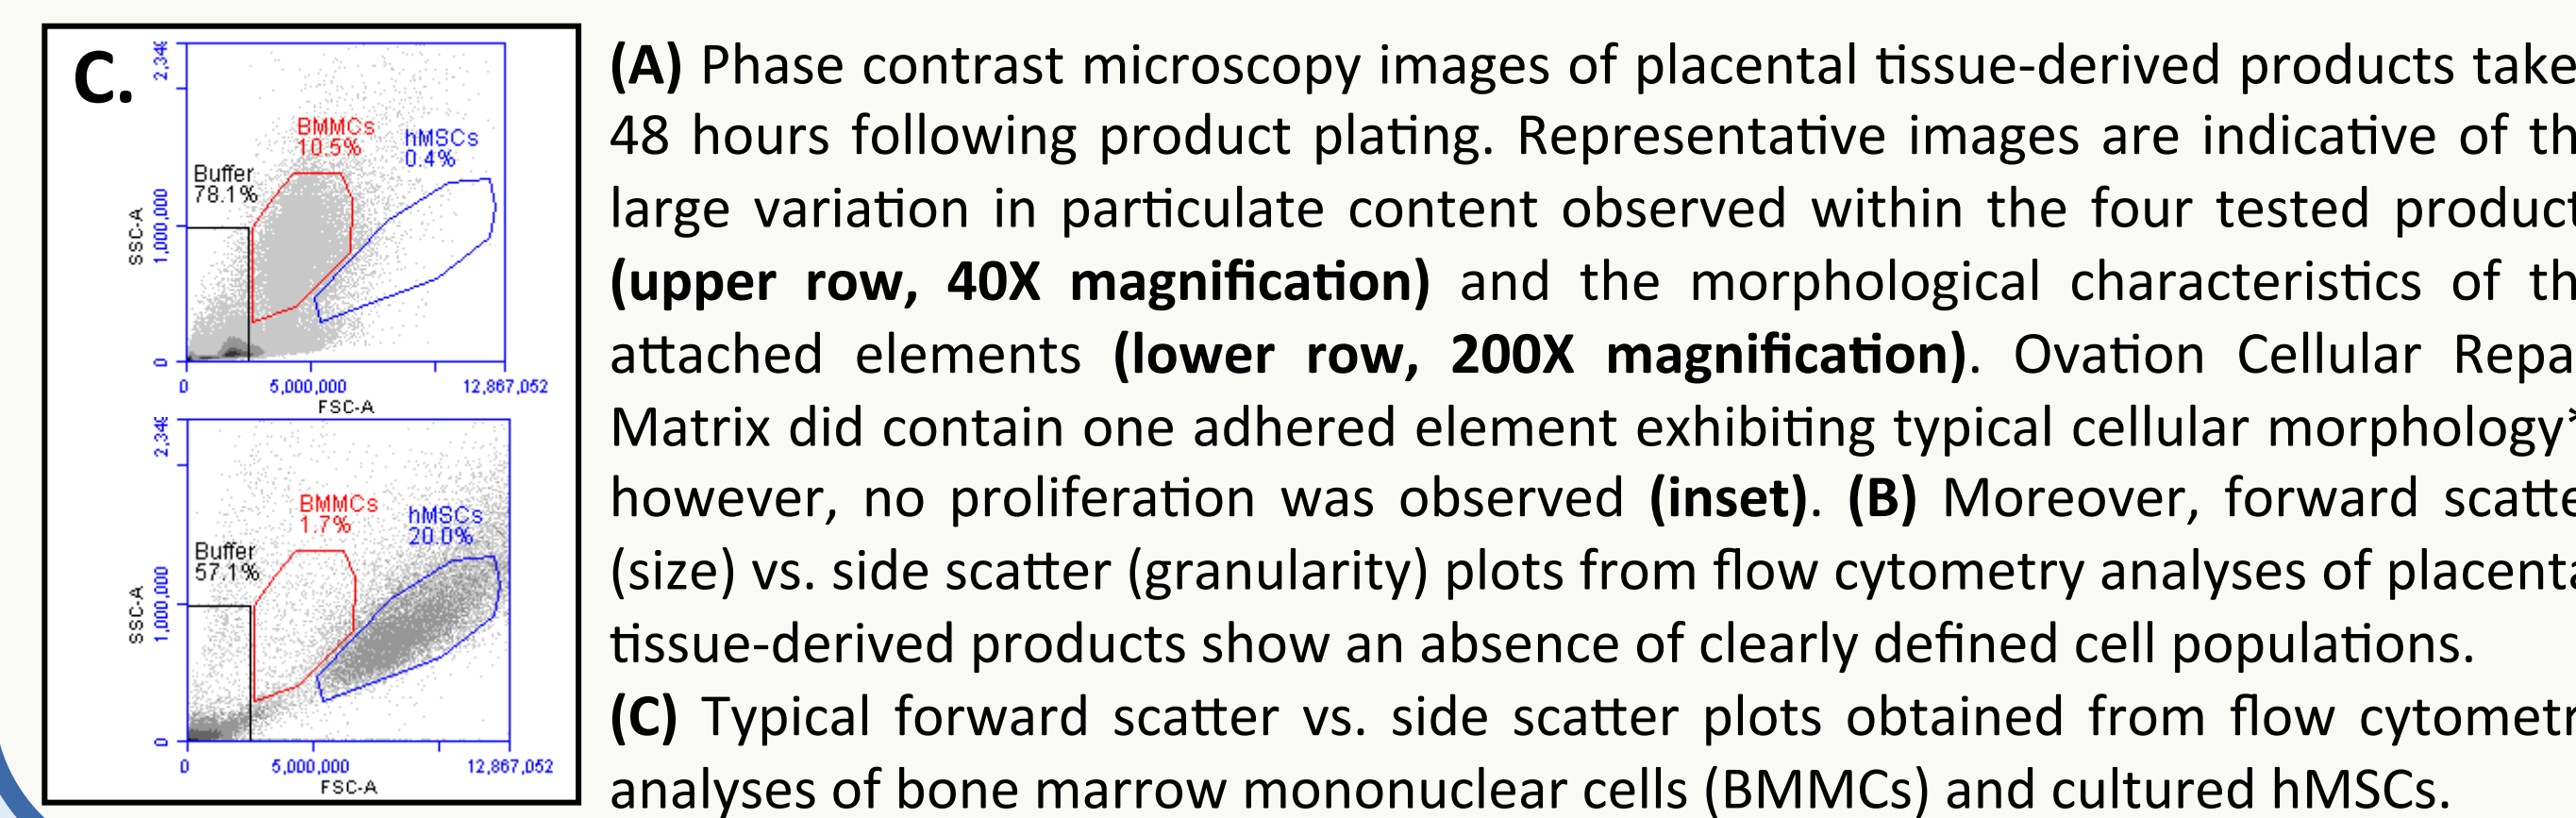 C.
2,34
1,000,000
0
SSC-A
BMMCs
10.5%
hMSCs
0.4%
Buffer
78.1%
0
5,000,000
12,867,052
FSC-A
2,34
1,000,000
0
SSC-A
BMMCs
1.7%
hMSCs
20.0%
Buffer
57.1%
0
5,000,000
12,867,052
FSC-A
(A) Phase contrast microscopy images of placental tissue-derived products take
48 hours following product plating. Representative images are indicative of th
large variation in particulate content observed within the four tested product
(upper row, 40X magnification) and the morphological characteristics of th
attached elements (lower row, 200X magnification). Ovation Cellular Repa
Matrix did contain one adhered element exhibiting typical cellular morphology*
however, no proliferation was observed (inset). (B) Moreover, forward scatte
(size) vs. side scatter (granularity) plots from flow cytometry analyses of placenta
tissue-derived products show an absence of clearly defined cell populations.
(C) Typical forward scatter vs. side scatter plots obtained from flow cytometr
analyses of bone marrow mononuclear cells (BMMCs) and cultured hMSCs.